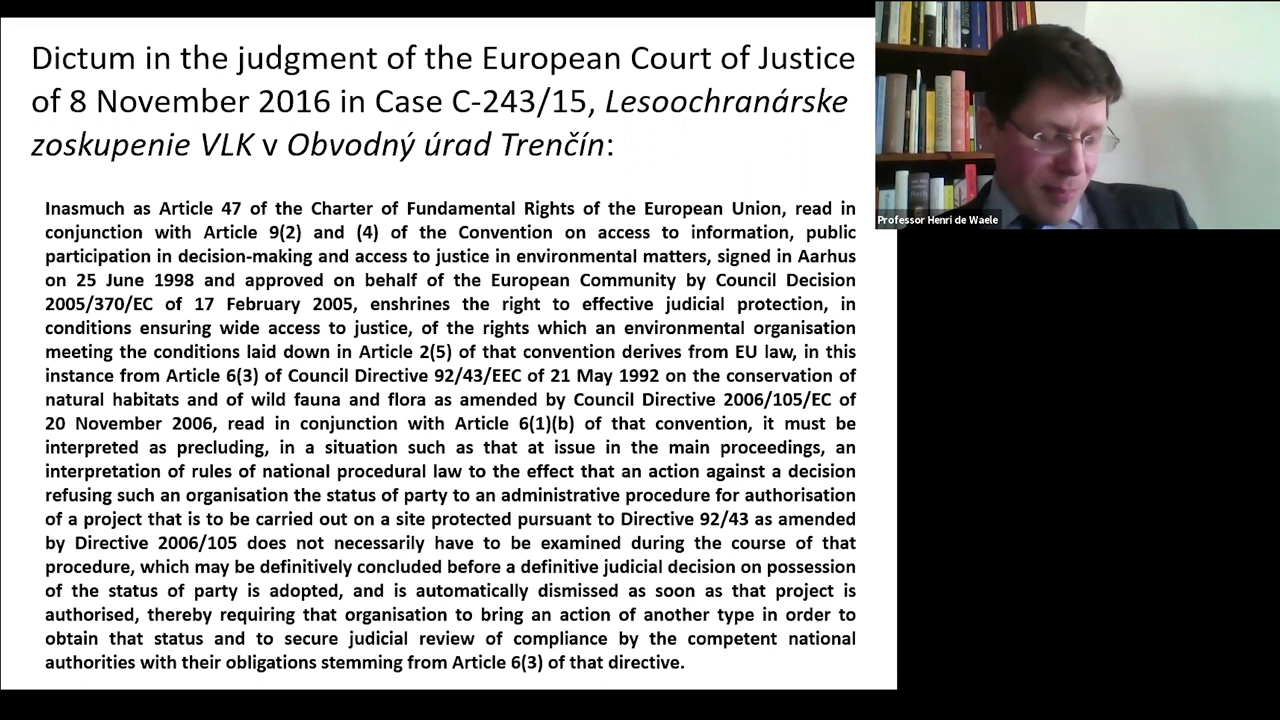 Dictum in the judgment of the European Court of Justice
of 8 November 2016 in Case C-243/15, Lesoochranárske
zoskupenie VLK v Obvodný úrad Trenčín:
Inasmuch as Article 47 of the Charter of Fundamental Rights of the European Union, read in
conjunction with Article 9(2) and (4) of the Convention on access to information, public
participation in decision-making and access to justice in environmental matters, signed in Aarhus
on 25 June 1998 and approved on behalf of the European Community by Council Decision
2005/370/EC of 17 February 2005, enshrines the right to effective judicial protection, in
conditions ensuring wide access to justice, of the rights which an environmental organisation
meeting the conditions laid down in Article 2(5) of that convention derives from EU law, in this
instance from Article 6(3) of Council Directive 92/43/EEC of 21 May 1992 on the conservation of
natural habitats and of wild fauna and flora as amended by Council Directive 2006/105/EC of
20 November 2006, read in conjunction with Article 6(1)(b) of that convention, it must be
interpreted as precluding, in a situation such as that at issue in the main proceedings, an
interpretation of rules of national procedural law to the effect that an action against a decision
refusing such an organisation the status of party to an administrative procedure for authorisation
of a project that is to be carried out on a site protected pursuant to Directive 92/43 as amended
by Directive 2006/105 does not necessarily have to be examined during the course of that
procedure, which may be definitively concluded before a definitive judicial decision on possession
of the status of party is adopted, and is automatically dismissed as soon as that project is
authorised, thereby requiring that organisation to bring an action of another type in order to
obtain that status and to secure judicial review of compliance by the competent national
authorities with their obligations stemming from Article 6(3) of that directive.
Professor Henri de Waele